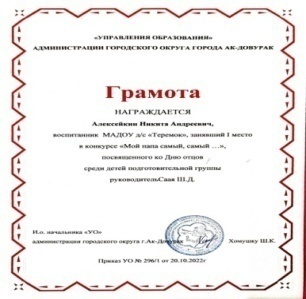 «УПРАВЛЕНИЯ ОБРАЗОВАНИЯ»
АДМИНИСТРАЦИИ ГОРОДСКОГО ОКРУГА ГОРОДА АК-ДОВУРАК
Грамота
НАГРАЖДАЕТСЯ
Алексейкин Никита Андреевич,
воспитанник МАДОУ д/с «Теремок», занявший I место
в конкурсе «Мой папа самый, самый …»,
посвященного ко Дню отцов
среди детей подготовительной группы
руководительСаая Ш.Д.
И.о. начальника «УО»
администрации городского округа г.Ак-Довурак Хомушку Ш.К.
Приказ УО № 296/1 от 20.10.2022г